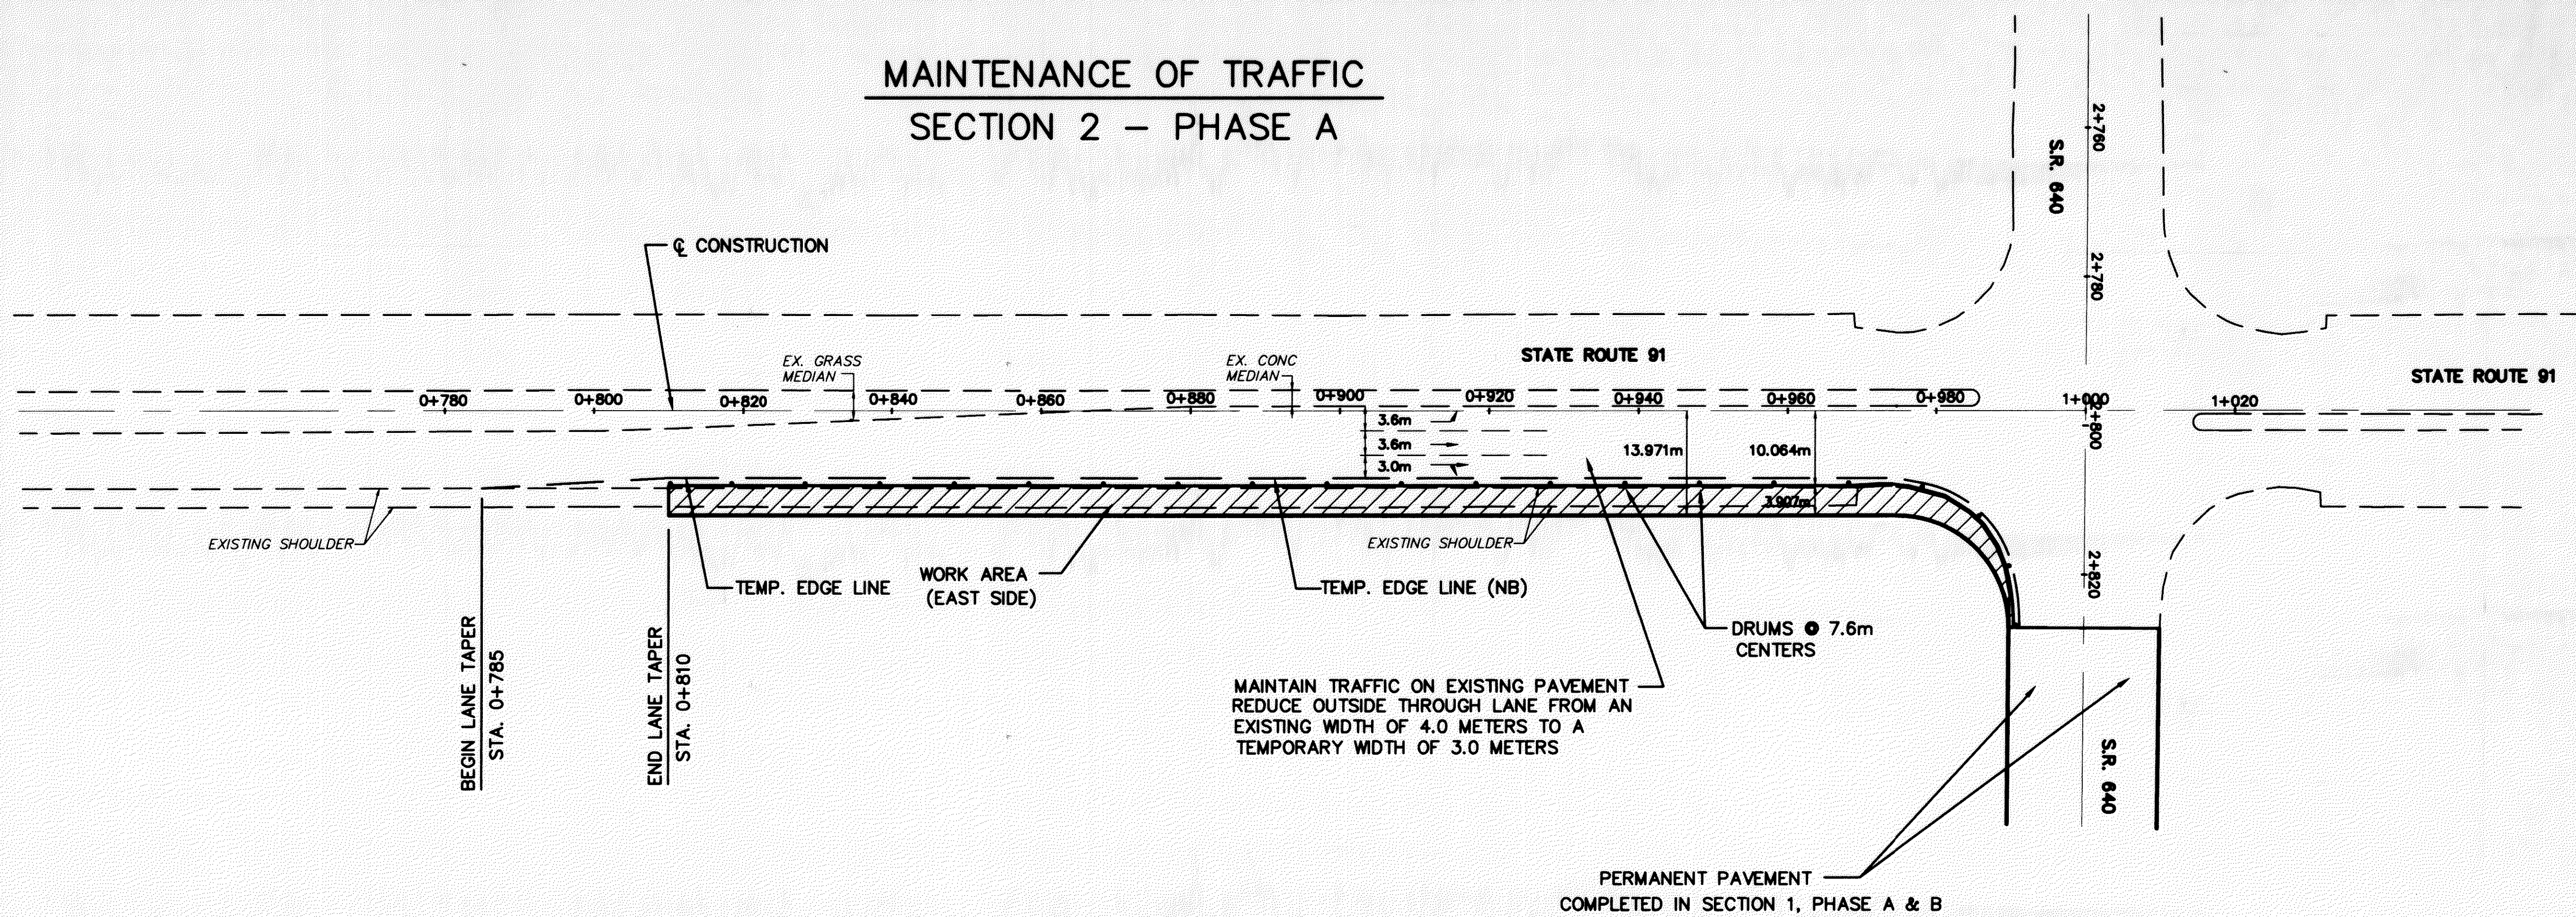 MAINTENANCE OF TRAFFIC
SECTION 2 – PHASE A
2+760
S.R. 640
2+780
℄ CONSTRUCTION
EX. GRASS
MEDIAN
EX. CONC
MEDIAN
STATE ROUTE 91
STATE ROUTE 91
0+780
0+800
0+820
0+840
0+860
0+880
0+900
0+920
0+940
0+960
0+980
1+000
1+020
2+800
3.6m
3.6m
3.0m
13.971m
10.064m
3.907m
EXISTING SHOULDER
EXISTING SHOULDER
TEMP. EDGE LINE
WORK AREA
(EAST SIDE)
TEMP. EDGE LINE (NB)
2+820
DRUMS @ 7.6m
CENTERS
BEGIN LANE TAPER
STA. 0+785
END LANE TAPER
STA. 0+810
MAINTAIN TRAFFIC ON EXISTING PAVEMENT
REDUCE OUTSIDE THROUGH LANE FROM AN
EXISTING WIDTH OF 4.0 METERS TO A
TEMPORARY WIDTH OF 3.0 METERS
S.R. 640
PERMANENT PAVEMENT
COMPLETED IN SECTION 1, PHASE A & B